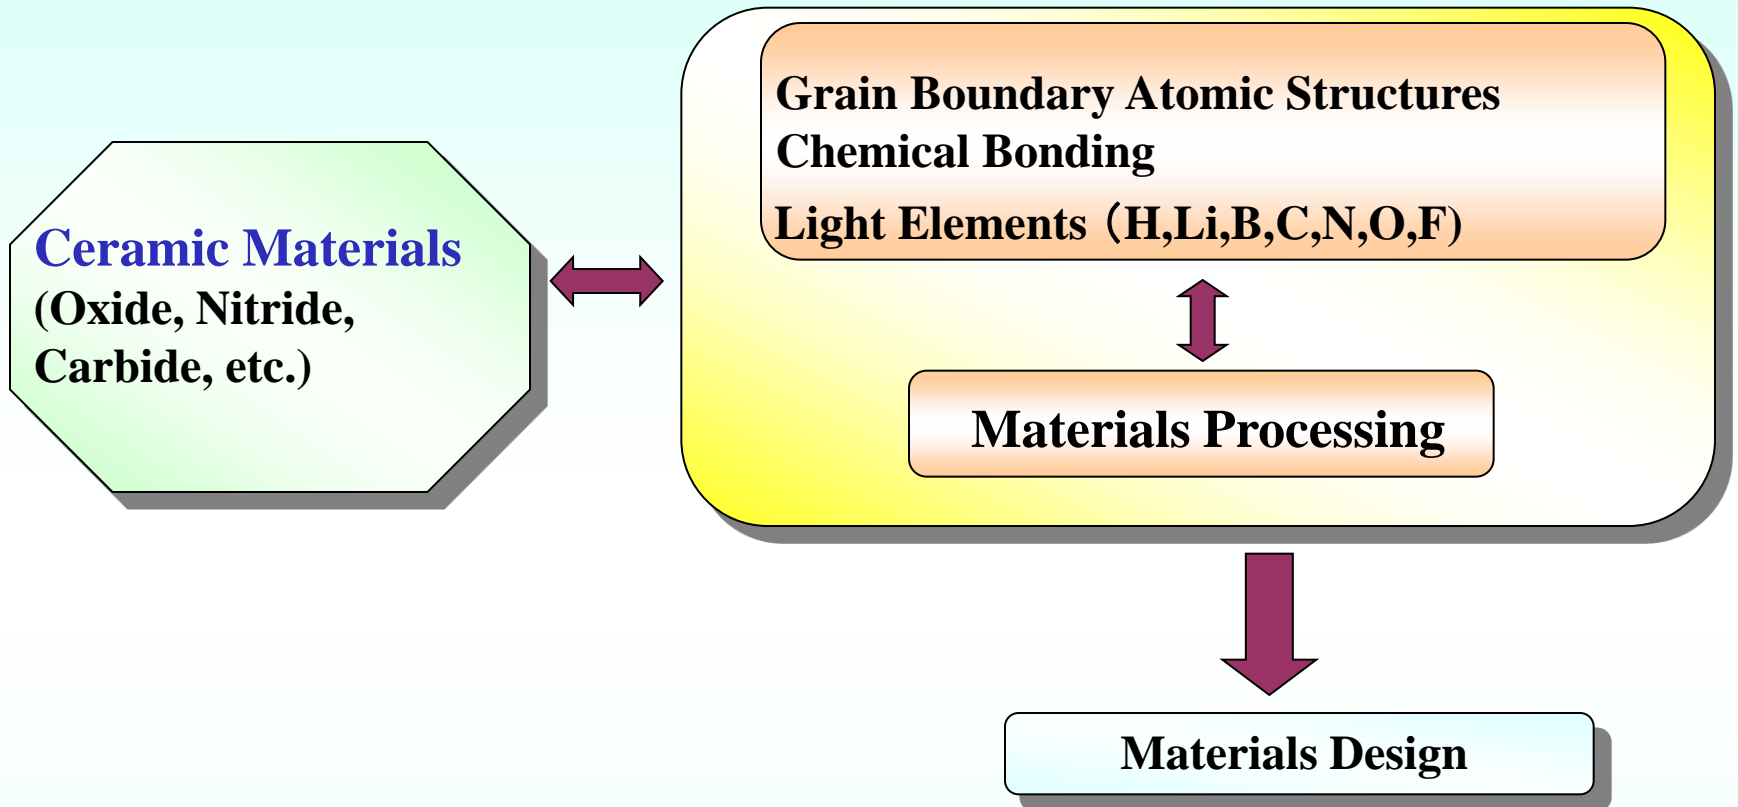 Grain Boundary Atomic Structures
Chemical Bonding
Light Elements（H,Li,B,C,N,O,F)
Ceramic Materials
(Oxide, Nitride,
Carbide, etc.)
Materials Processing
Materials Design